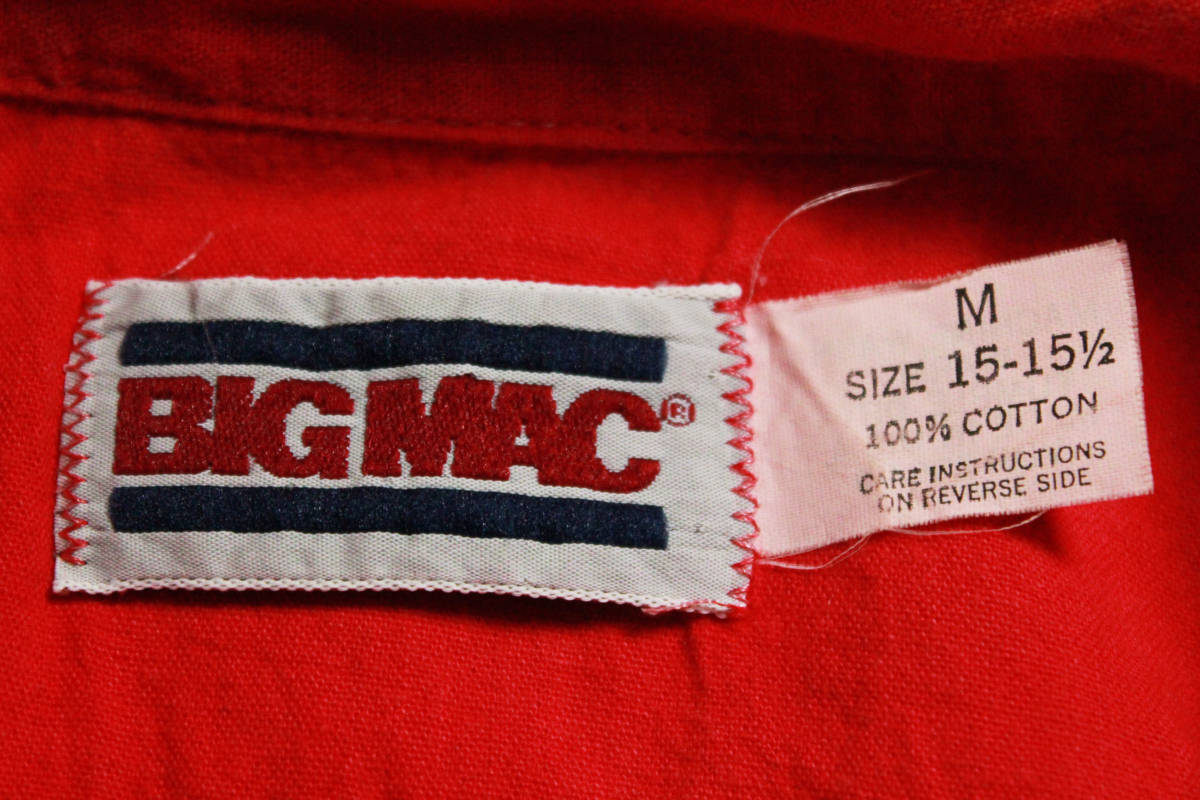 BIG MAC®
M
SIZE 15-15½
100% COTTON
CARE INSTRUCTIONS
ON REVERSE SIDE